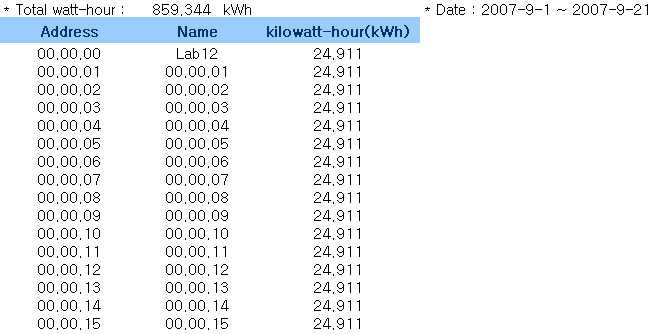 * Total watt-hour : 859,344 kWh * Date : 2007-9-1 ~ 2007-9-21
Address Name kilowatt-hour(kWh)
00,00,00 Lab12 24,911
00,00,01 00,00,01 24,911
00,00,02 00,00,02 24,911
00,00,03 00,00,03 24,911
00,00,04 00,00,04 24,911
00,00,05 00,00,05 24,911
00,00,06 00,00,06 24,911
00,00,07 00,00,07 24,911
00,00,08 00,00,08 24,911
00,00,09 00,00,09 24,911
00,00,10 00,00,10 24,911
00,00,11 00,00,11 24,911
00,00,12 00,00,12 24,911
00,00,13 00,00,13 24,911
00,00,14 00,00,14 24,911
00,00,15 00,00,15 24,911